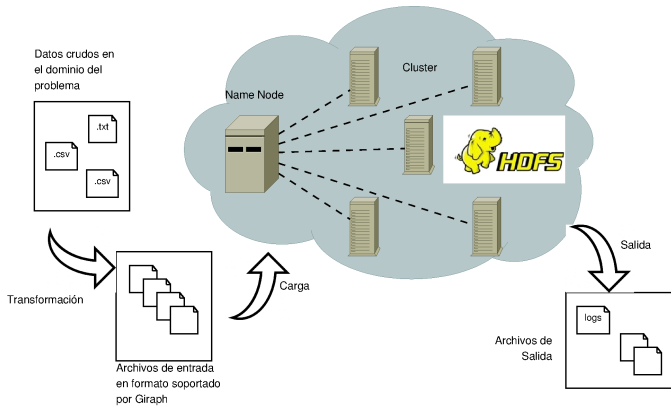 Datos crudos en
el dominio del
problema
.txt
.csv
.csv
Name Node
Cluster
HDFS
Transformación
Carga
Archivos de entrada
en formato soportado
por Giraph
Salida
logs
Archivos de
Salida